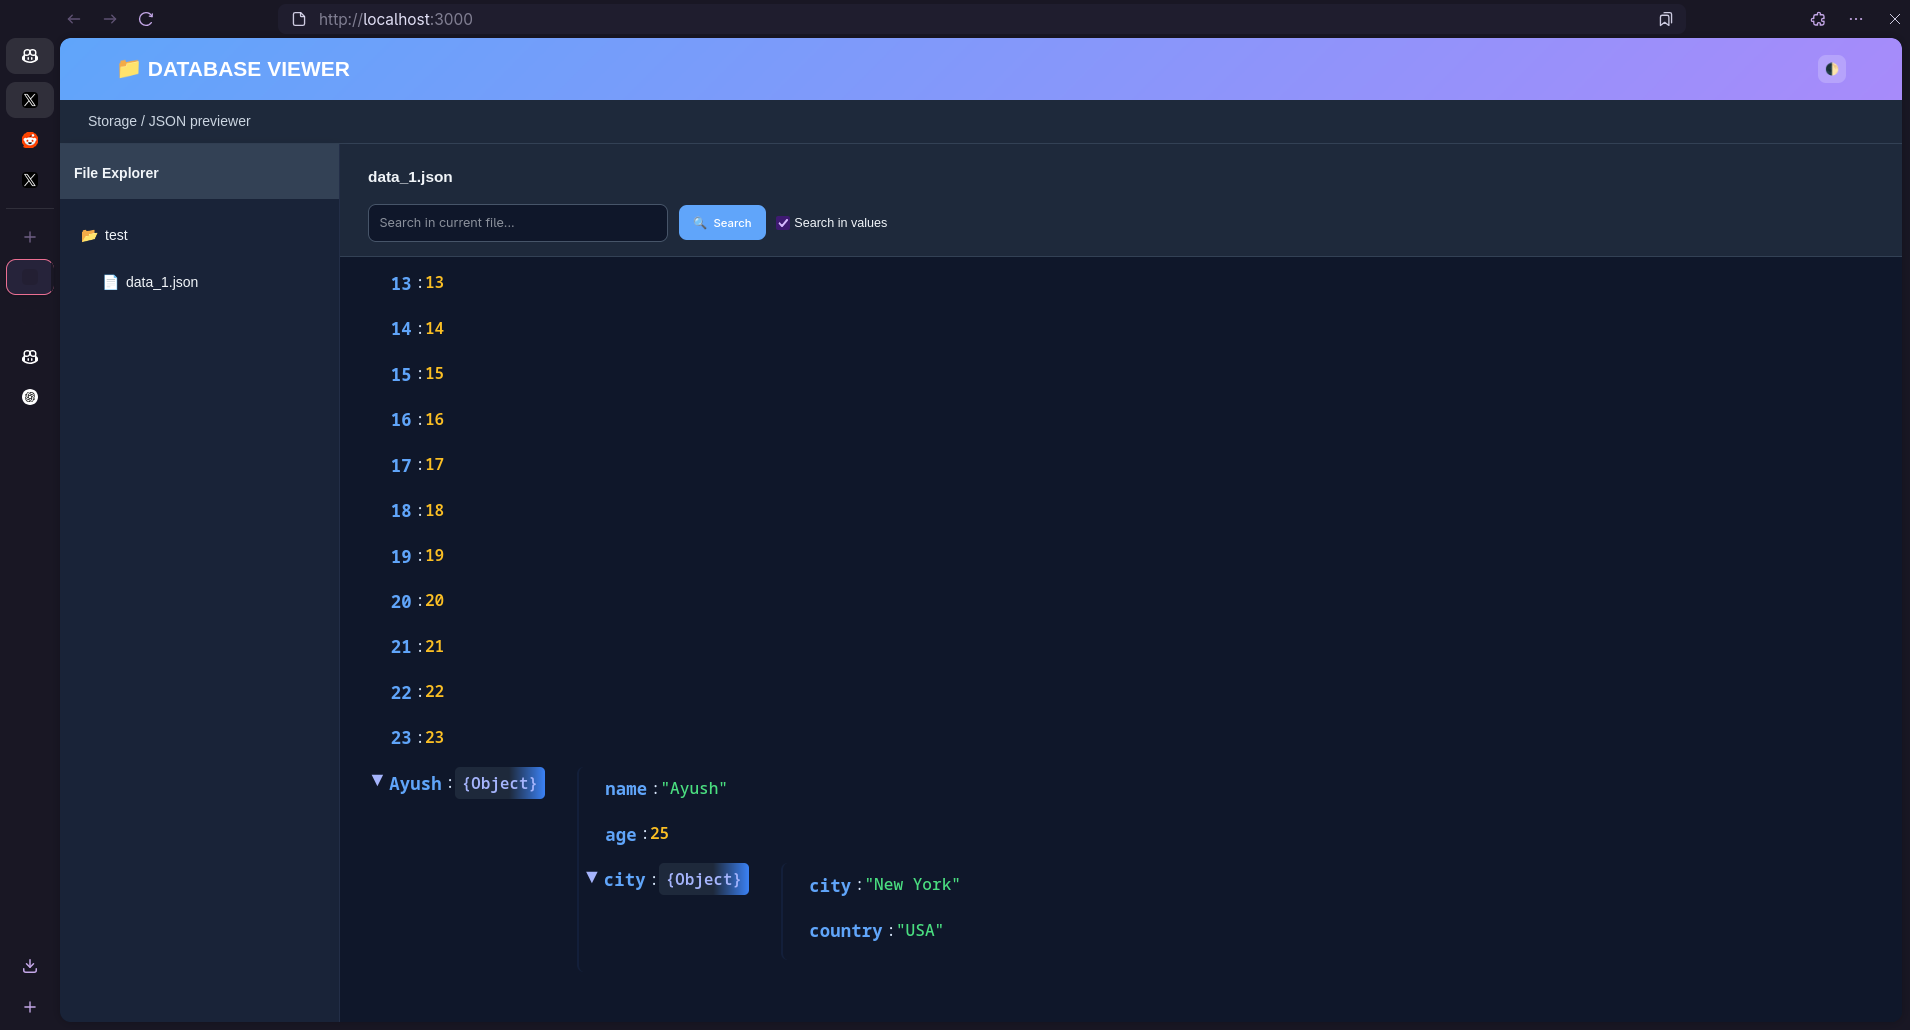 http://localhost:3000
📁 DATABASE VIEWER
Storage / JSON previewer
File Explorer
📂 test
📄 data_1.json
data_1.json
Search in current file...
🔍 Search
Search in values
13 :13
14 :14
15 :15
16 :16
17 :17
18 :18
19 :19
20 :20
21 :21
22 :22
23 :23
▼ Ayush :{Object}
name :"Ayush"
age :25
▼ city :{Object}
city :"New York"
country :"USA"